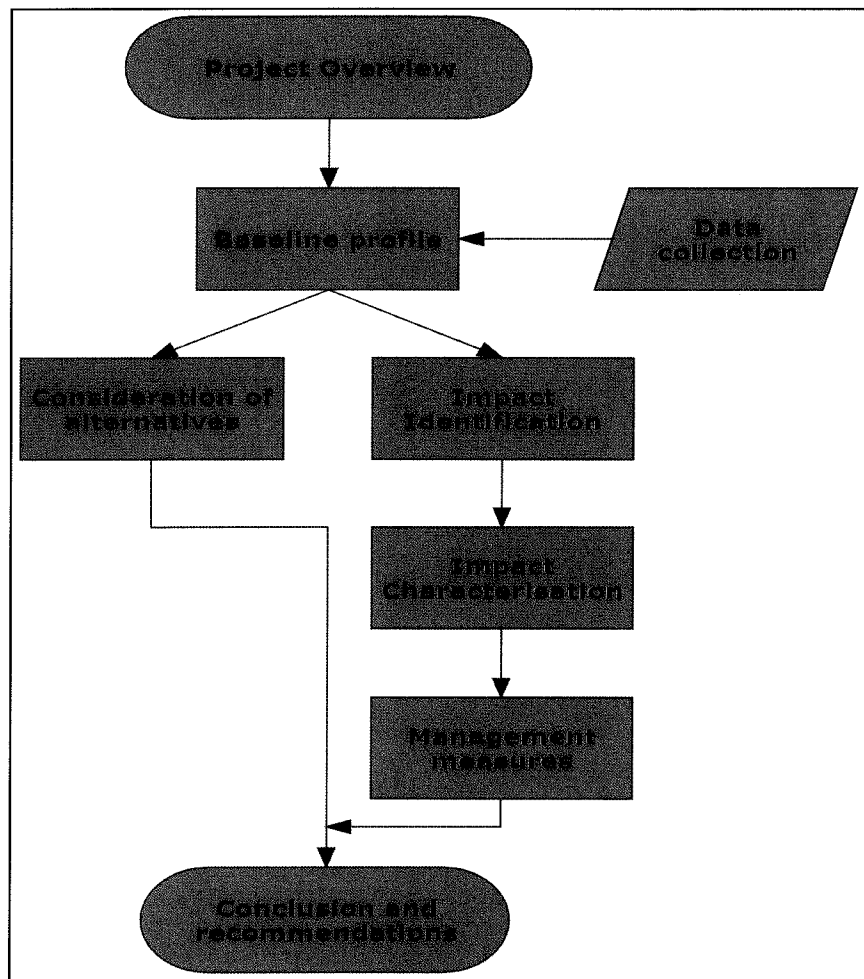 Project Overview
Baseline profile
Data
collection
Consideration of
alternatives
Impact
Identification
Impact
Characterisation
Management
measures
Conclusion and
recommendations